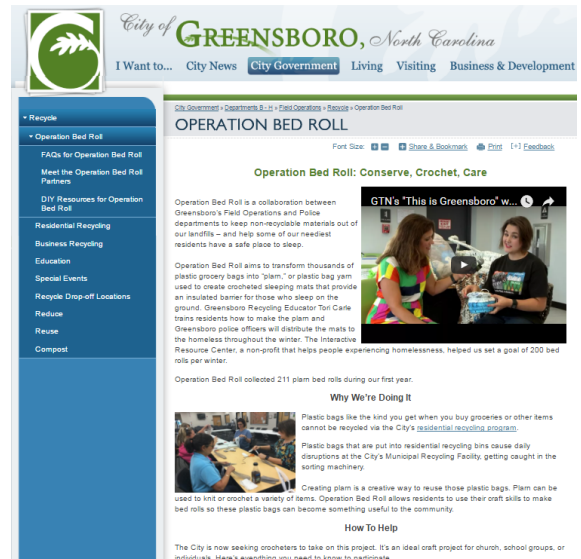 City of GREENSBORO, North Carolina
I Want to... City News City Government Living Visiting Business & Development
Recycle
Operation Bed Roll
FAQs for Operation Bed Roll
Meet the Operation Bed Roll
Partners
DIY Resources for Operation
Bed Roll
Residential Recycling
Business Recycling
Education
Special Events
Recycle Drop-off Locations
Reduce
Reuse
Compost
City Government » Departments B - H » Field Operations » Recycle » Operation Bed Roll
OPERATION BED ROLL
Font Size: + − + Share & Bookmark Print [+] Feedback
Operation Bed Roll: Conserve, Crochet, Care
Operation Bed Roll is a collaboration between
Greensboro's Field Operations and Police
departments to keep non-recyclable materials out of
our landfills – and help some of our neediest
residents have a safe place to sleep.
GTN's "This is Greensboro" w...
Operation Bed Roll aims to transform thousands of
plastic grocery bags into "plarn," or plastic bag yarn
used to create crocheted sleeping mats that provide
an insulated barrier for those who sleep on the
ground. Greensboro Recycling Educator Tori Carle
trains residents how to make the plarn and
Greensboro police officers will distribute the mats to
the homeless throughout the winter. The Interactive
Resource Center, a non-profit that helps people experiencing homelessness, helped us set a goal of 200 bed
rolls per winter.
Operation Bed Roll collected 211 plarn bed rolls during our first year.
Why We're Doing It
Plastic bags like the kind you get when you buy groceries or other items
cannot be recycled via the City's residential recycling program.
Plastic bags that are put into residential recycling bins cause daily
disruptions at the City's Municipal Recycling Facility, getting caught in the
sorting machinery.
Creating plarn is a creative way to reuse those plastic bags. Plarn can be
used to knit or crochet a variety of items. Operation Bed Roll allows residents to use their craft skills to make
bed rolls so these plastic bags can become something useful to the community.
How To Help
The City is now seeking crocheters to take on this project. It's an ideal craft project for church, school groups, or
individuals. Here's everything you need to know to participate